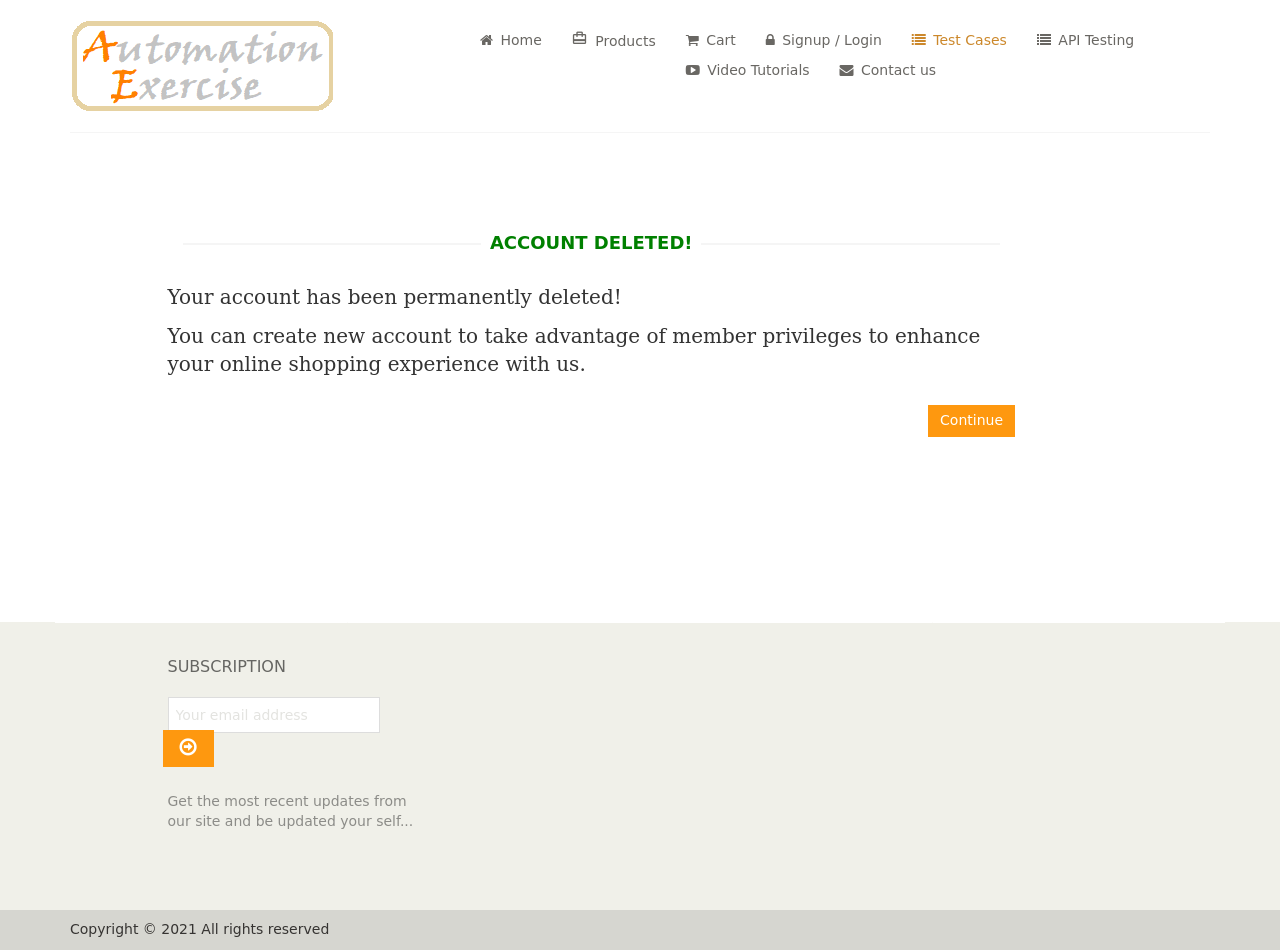 Automation
Exercise
Home
Products
Cart
Signup / Login
Test Cases
API Testing
Video Tutorials
Contact us
ACCOUNT DELETED!
Your account has been permanently deleted!
You can create new account to take advantage of member privileges to enhance
your online shopping experience with us.
Continue
SUBSCRIPTION
Your email address
Get the most recent updates from
our site and be updated your self...
Copyright © 2021 All rights reserved